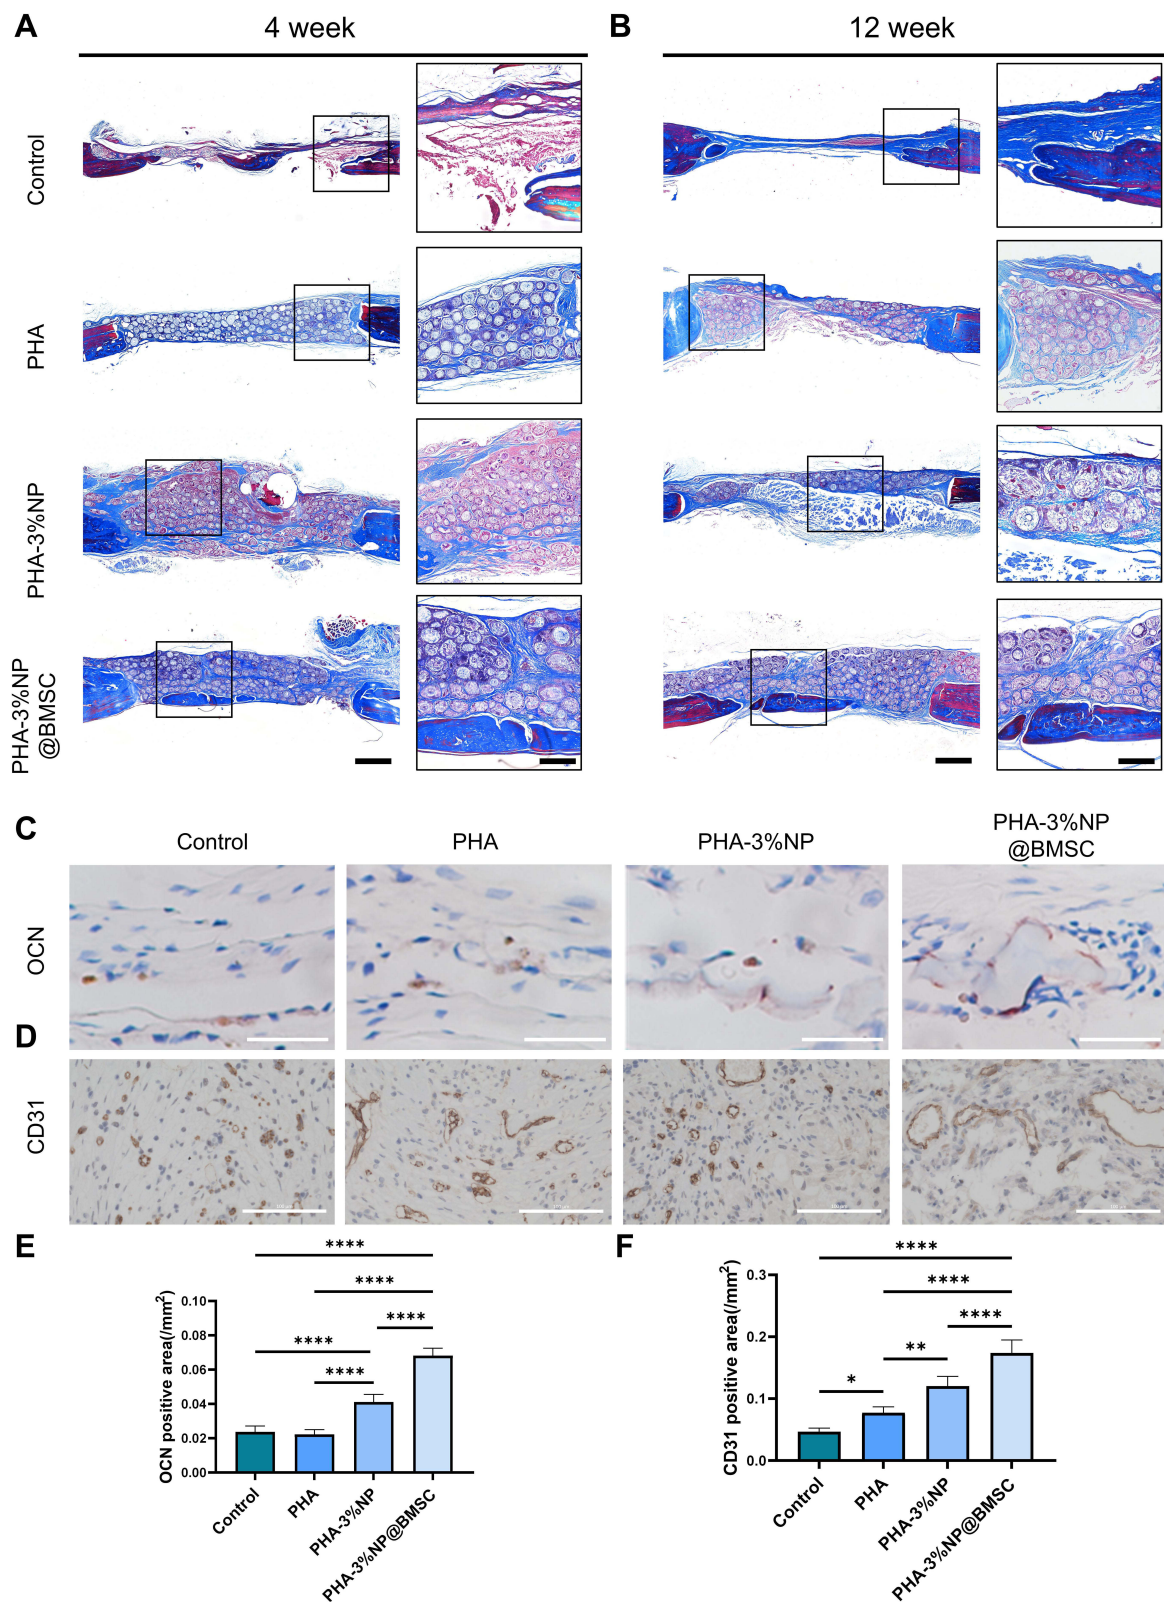 A
4 week
B
12 week
Control
PHA
PHA-3%NP
PHA-3%NP
@BMSC
C
Control
PHA
PHA-3%NP
PHA-3%NP
@BMSC
OCN
D
CD31
100 μm
E
OCN positive area(/mm²)
0.10
0.08
0.06
0.04
0.02
0.00
****
****
****
****
****
Control
PHA
PHA-3%NP
PHA-3%NP@BMSC
F
CD31 positive area(/mm²)
0.3
0.2
0.1
0.0
****
****
****
**
*
Control
PHA
PHA-3%NP
PHA-3%NP@BMSC